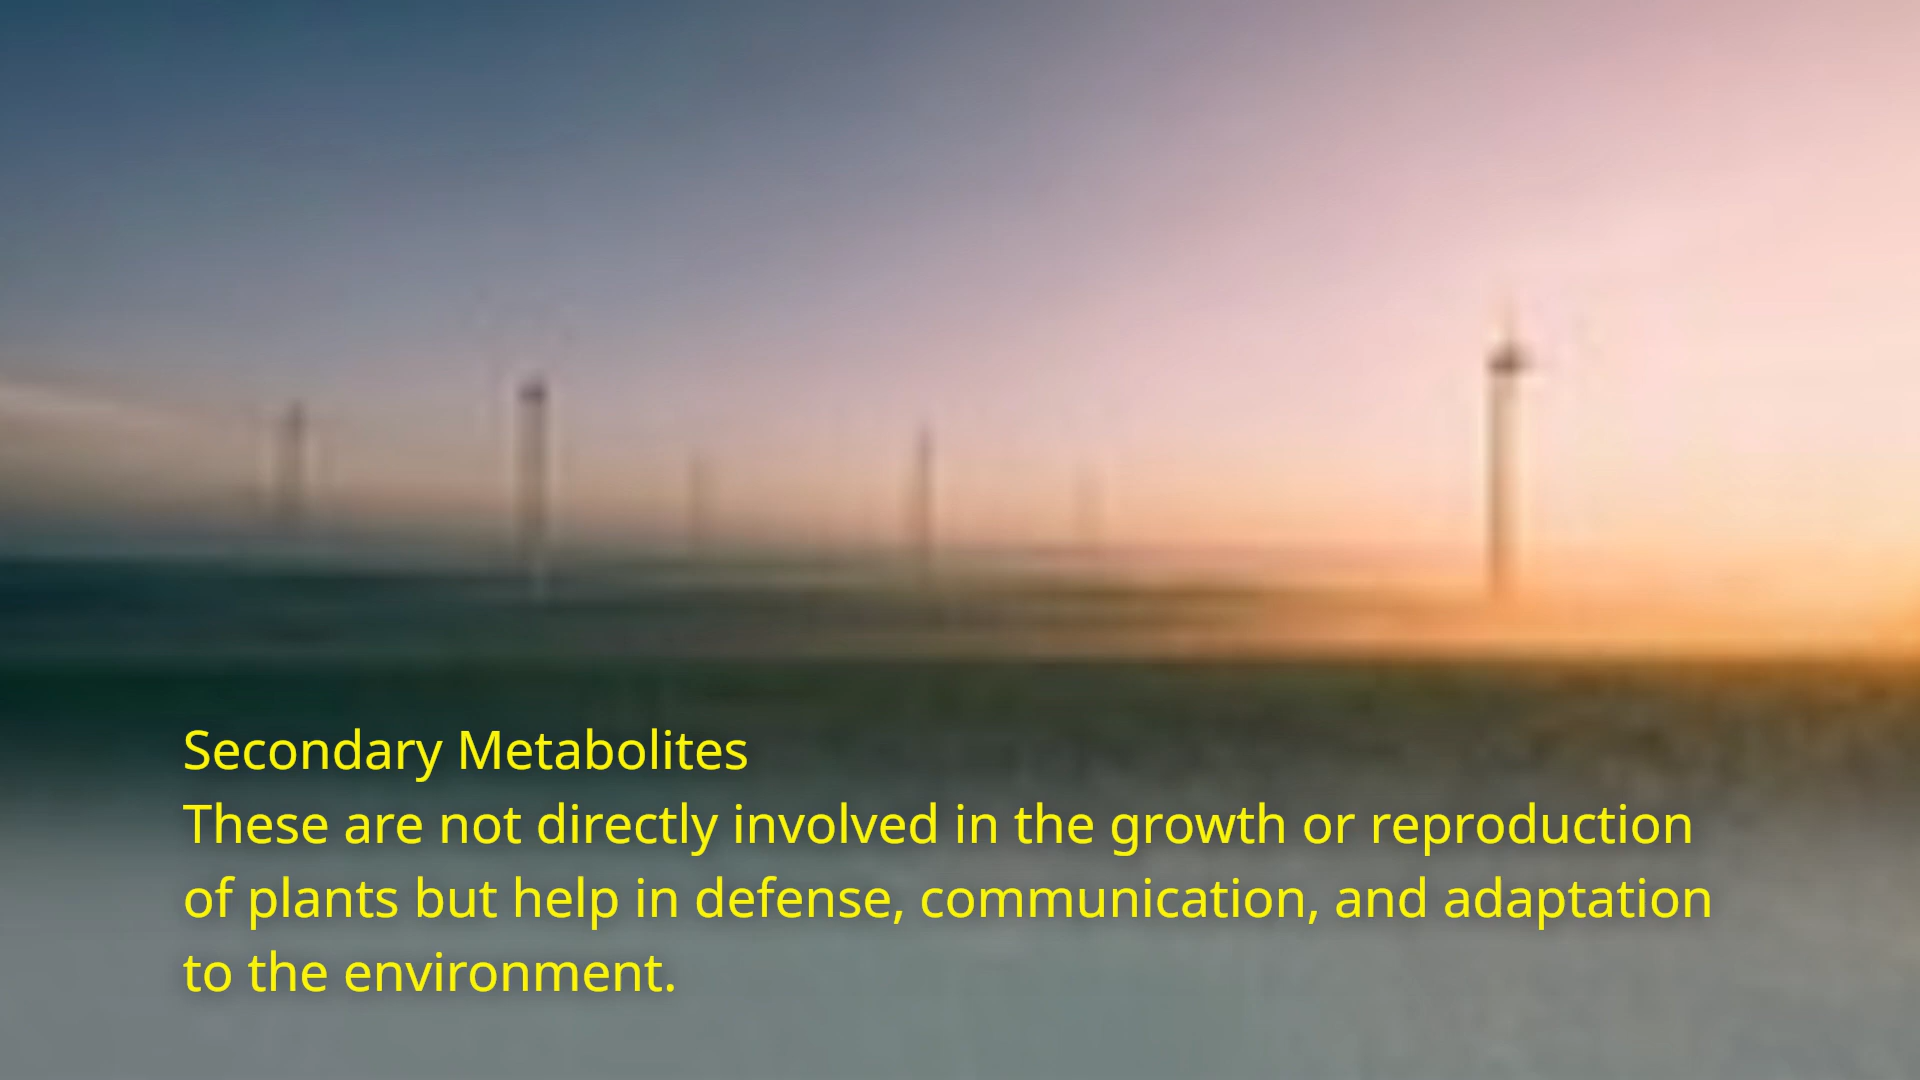 Secondary Metabolites
These are not directly involved in the growth or reproduction
of plants but help in defense, communication, and adaptation
to the environment.